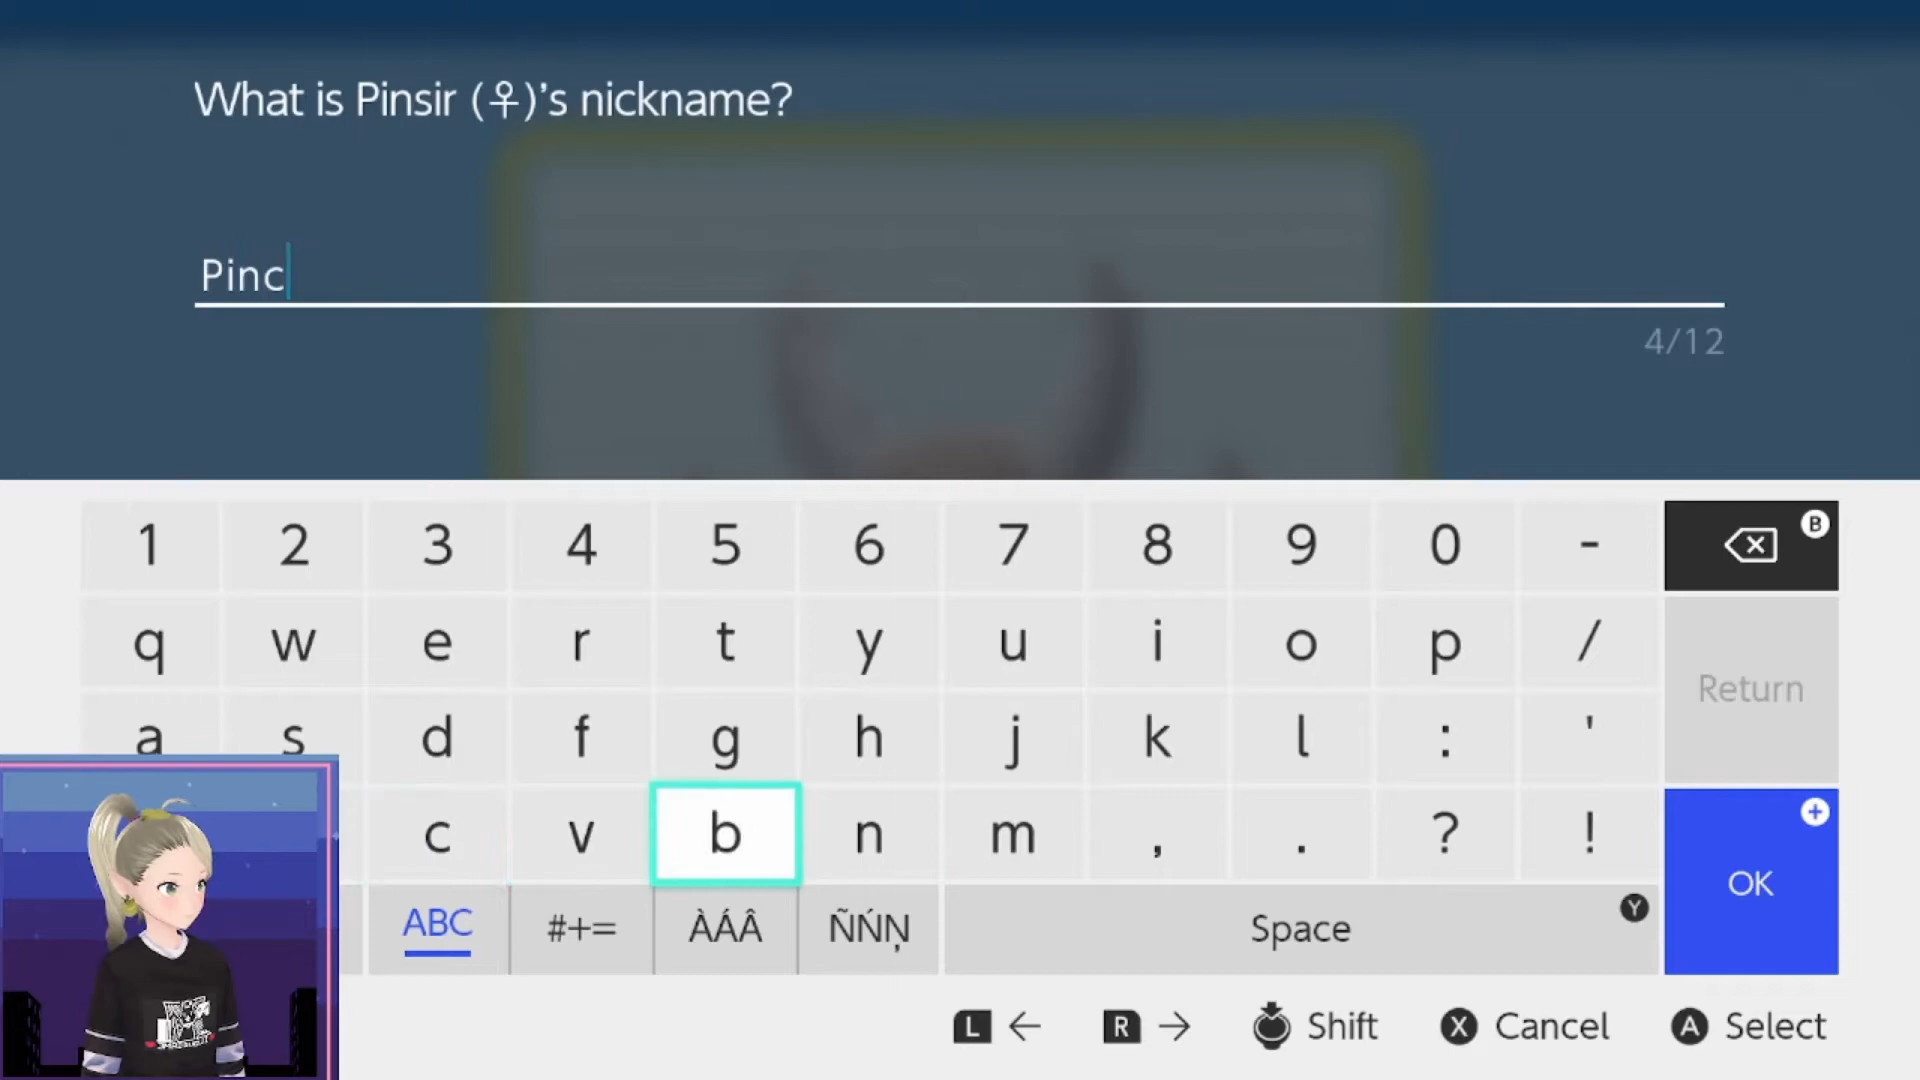 What is Pinsir (♀)'s nickname?
Pinc
4/12
1 2 3 4 5 6 7 8 9 0 - B
q w e r t y u i o p / Return
a s d f g h j k l : '
c v b n m , . ? ! + OK
ABC #+= ÀÁÂ ÑŃŅ Space Y
L ← R → Shift X Cancel A Select